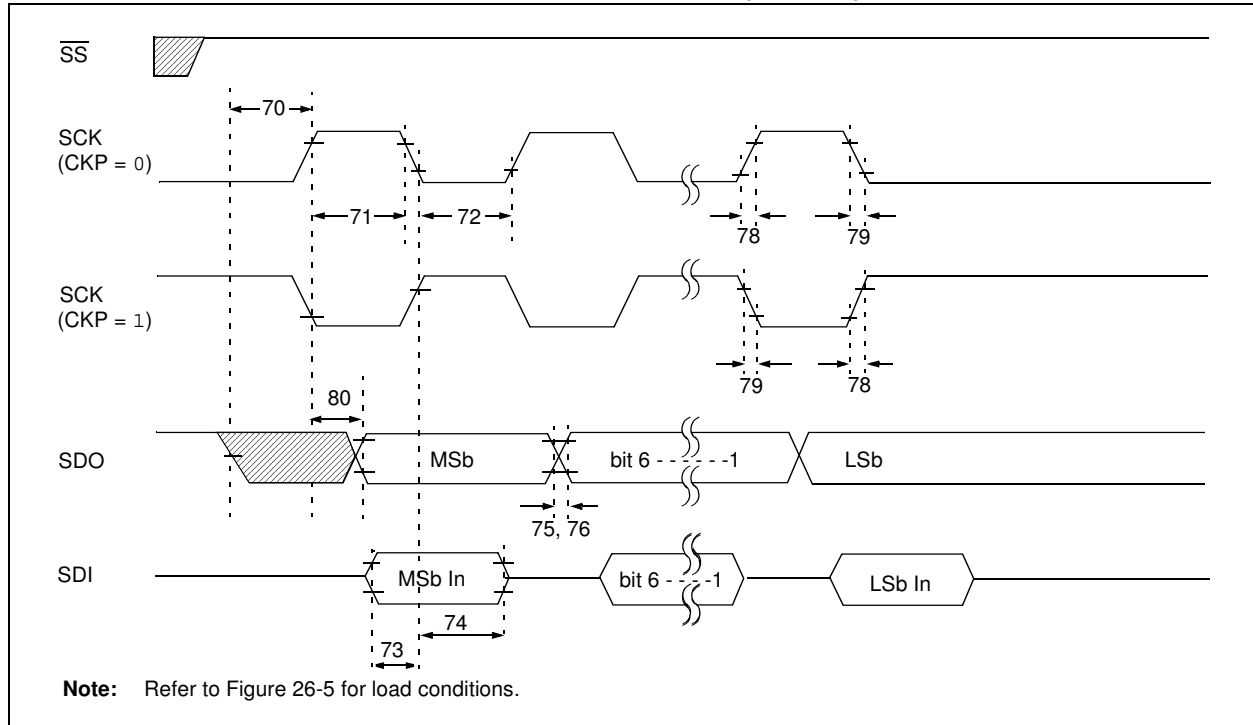 SS
70
SCK
(CKP = 0)
71
72
78
79
SCK
(CKP = 1)
79
78
80
SDO
MSb
bit 6 - - - - - -1
LSb
75, 76
SDI
MSb In
bit 6 - - - -1
LSb In
74
73
Note: Refer to Figure 26-5 for load conditions.